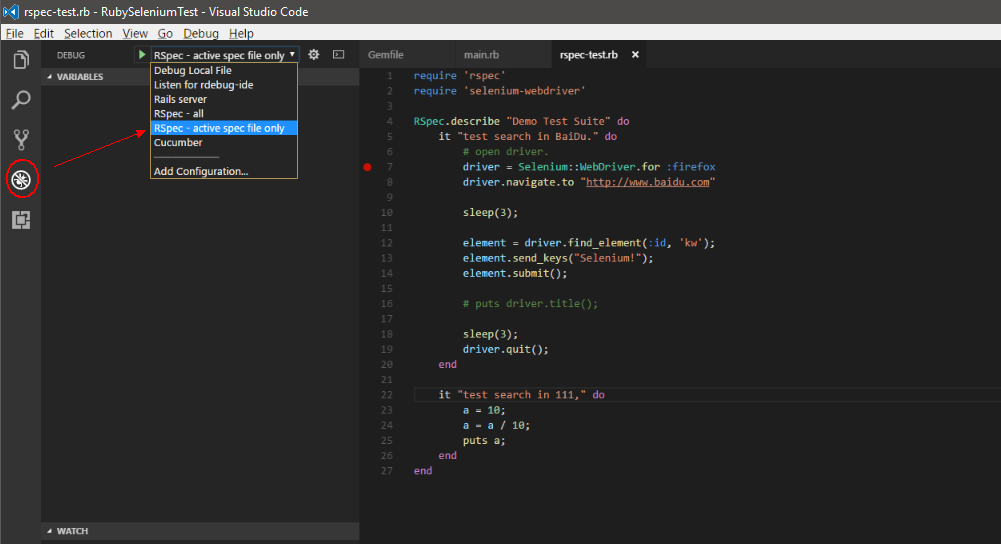 rspec-test.rb - RubySeleniumTest - Visual Studio Code
File Edit Selection View Go Debug Help
DEBUG RSpec - active spec file only
Debug Local File
Listen for rdebug-ide
Rails server
RSpec - all
RSpec - active spec file only
Cucumber
Add Configuration...
VARIABLES
WATCH
Gemfile main.rb rspec-test.rb
1 require 'rspec'
2 require 'selenium-webdriver'
3
4 RSpec.describe "Demo Test Suite" do
5 it "test search in BaiDu." do
6 # open driver.
7 driver = Selenium::WebDriver.for :firefox
8 driver.navigate.to "http://www.baidu.com"
9
10 sleep(3);
11
12 element = driver.find_element(:id, 'kw');
13 element.send_keys("Selenium!");
14 element.submit();
15
16 # puts driver.title();
17
18 sleep(3);
19 driver.quit();
20 end
21
22 it "test search in 111," do
23 a = 10;
24 a = a / 10;
25 puts a;
26 end
27 end